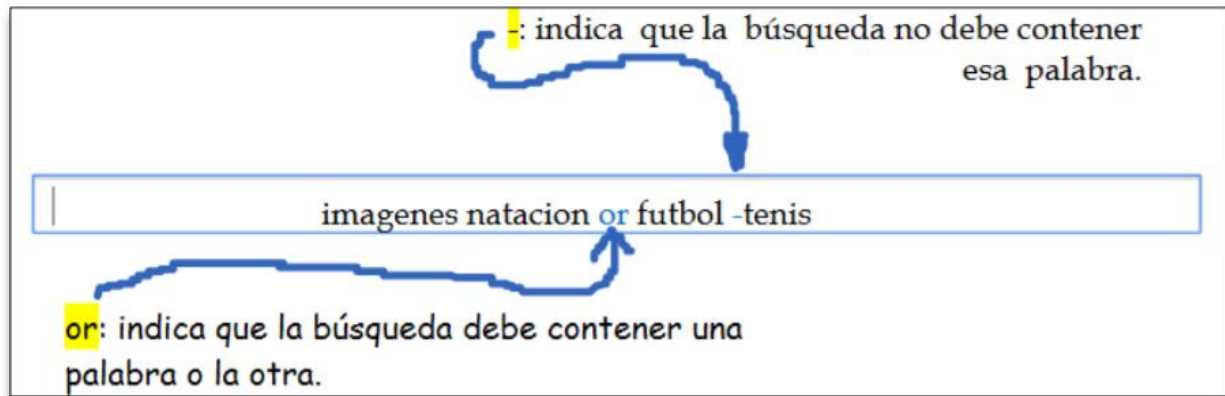 -: indica que la búsqueda no debe contener
esa palabra.
imagenes natacion or futbol -tenis
or: indica que la búsqueda debe contener una
palabra o la otra.